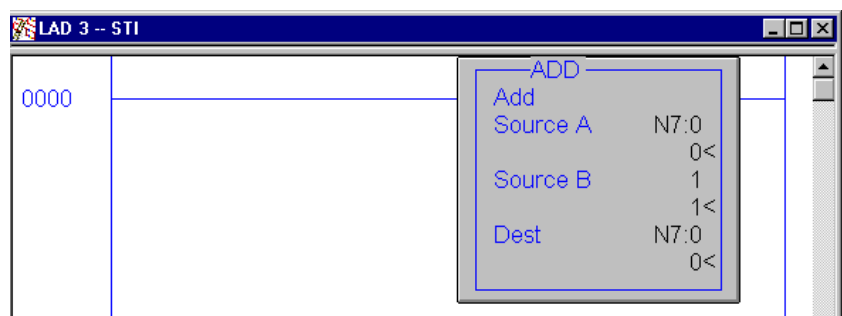 LAD 3 -- STI
ADD
0000
Add
Source A N7:0
0<
Source B 1
1<
Dest N7:0
0<